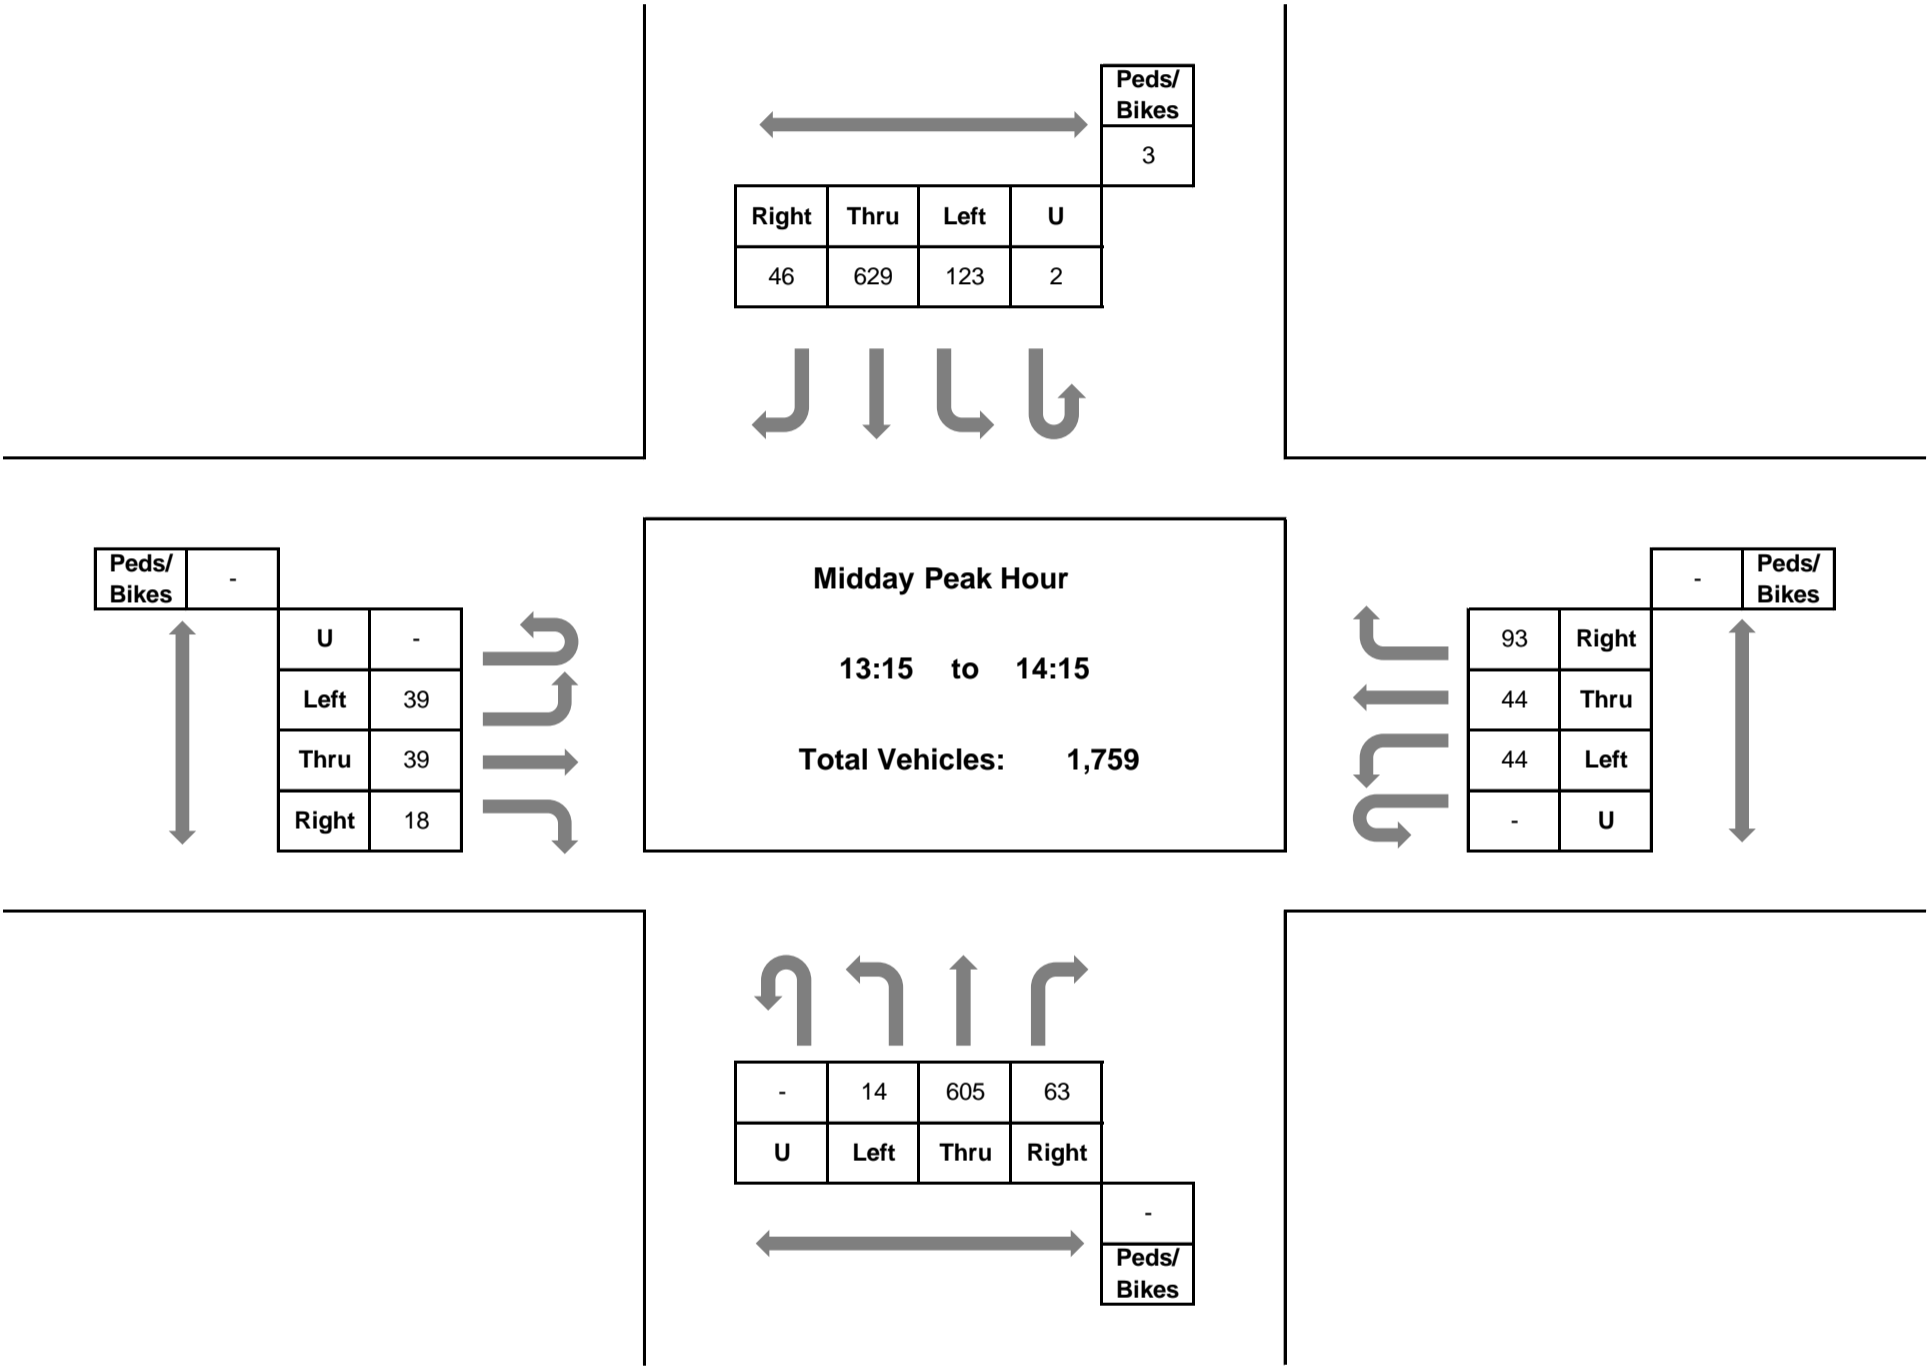 Peds/
Bikes
3
Right Thru Left U
46 629 123 2
Peds/
Bikes
-
U -
Left 39
Thru 39
Right 18
Midday Peak Hour
13:15 to 14:15
Total Vehicles: 1,759
-
Peds/
Bikes
93 Right
44 Thru
44 Left
- U
- 14 605 63
U Left Thru Right
-
Peds/
Bikes